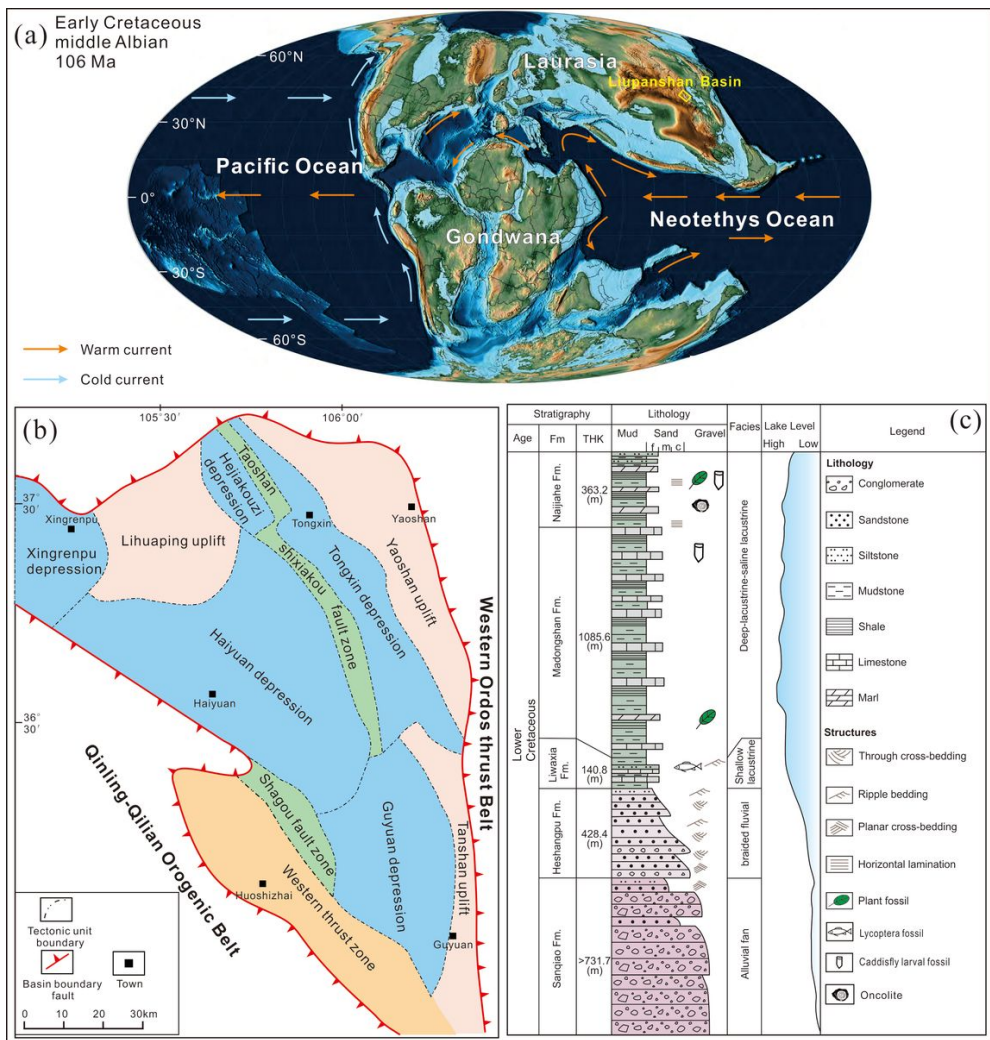 (a) Early Cretaceous
middle Albian
106 Ma
60°N
30°N
0°
30°S
60°S
Laurasia
Liupanshan Basin
Pacific Ocean
Neotethys Ocean
Gondwana
Warm current
Cold current
(b)
105°30'
106°00'
37°
30'
36°
30'
Xingrenpu
Xingrenpu
depression
Lihuaping uplift
Hejiakouzi
depression
Taoshan
shixiakou fault zone
Tongxin
Tongxin depression
Yaoshan
Yaoshan uplift
Haiyuan depression
Haiyuan
Western Ordos thrust Belt
Qinling-Qilian Orogenic Belt
Shagou fault zone
Guyuan depression
Tanshan uplift
Huoshizhai
Western thrust zone
Guyuan
Tectonic unit
boundary
Basin boundary
fault
Town
0 10 20 30km
(c)
Stratigraphy
Lithology
Facies
Lake Level
High Low
Legend
Age
Fm
THK
Mud Sand Gravel
f m c
Lower
Cretaceous
Naijiahe Fm.
363.2
(m)
Madongshan Fm.
1085.6
(m)
Liwaxia
Fm.
140.8
(m)
Heshangpu Fm.
428.4
(m)
Sanqiao Fm.
>731.7
(m)
Deep-lacustrine-saline lacustrine
Shallow
lacustrine
braided fluvial
Alluvial fan
Lithology
Conglomerate
Sandstone
Siltstone
Mudstone
Shale
Limestone
Marl
Structures
Through cross-bedding
Ripple bedding
Planar cross-bedding
Horizontal lamination
Plant fossil
Lycoptera fossil
Caddisfly larval fossil
Oncolite